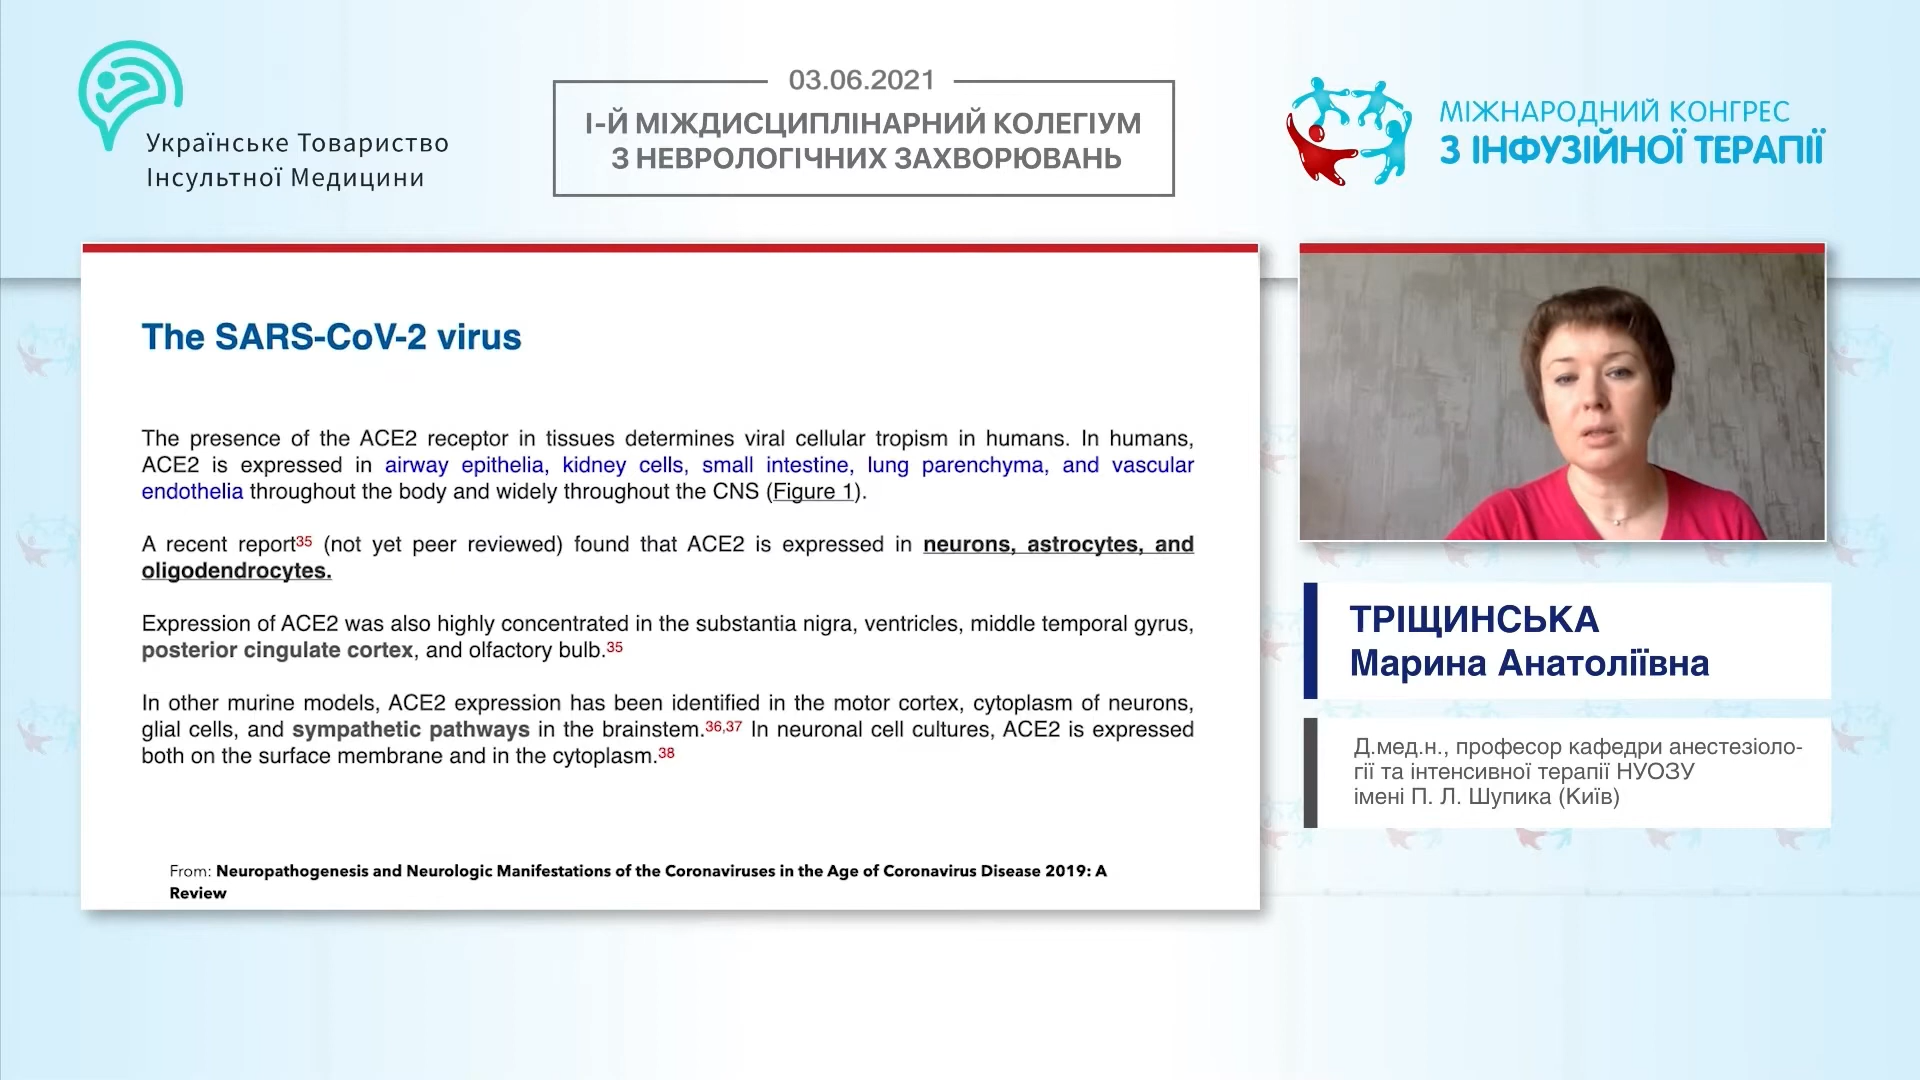 Українське Товариство
Інсультної Медицини
03.06.2021
І-Й МІЖДИСЦИПЛІНАРНИЙ КОЛЕГІУМ
З НЕВРОЛОГІЧНИХ ЗАХВОРЮВАНЬ
МІЖНАРОДНИЙ КОНГРЕС
З ІНФУЗІЙНОЇ ТЕРАПІЇ
The SARS-CoV-2 virus
The presence of the ACE2 receptor in tissues determines viral cellular tropism in humans. In humans,
ACE2 is expressed in airway epithelia, kidney cells, small intestine, lung parenchyma, and vascular
endothelia throughout the body and widely throughout the CNS (Figure 1).
A recent report35 (not yet peer reviewed) found that ACE2 is expressed in neurons, astrocytes, and
oligodendrocytes.
Expression of ACE2 was also highly concentrated in the substantia nigra, ventricles, middle temporal gyrus,
posterior cingulate cortex, and olfactory bulb.35
In other murine models, ACE2 expression has been identified in the motor cortex, cytoplasm of neurons,
glial cells, and sympathetic pathways in the brainstem.36,37 In neuronal cell cultures, ACE2 is expressed
both on the surface membrane and in the cytoplasm.38
From: Neuropathogenesis and Neurologic Manifestations of the Coronaviruses in the Age of Coronavirus Disease 2019: A
Review
ТРІЩИНСЬКА
Марина Анатоліївна
Д.мед.н., професор кафедри анестезіоло-
гії та інтенсивної терапії НУОЗУ
імені П. Л. Шупика (Київ)